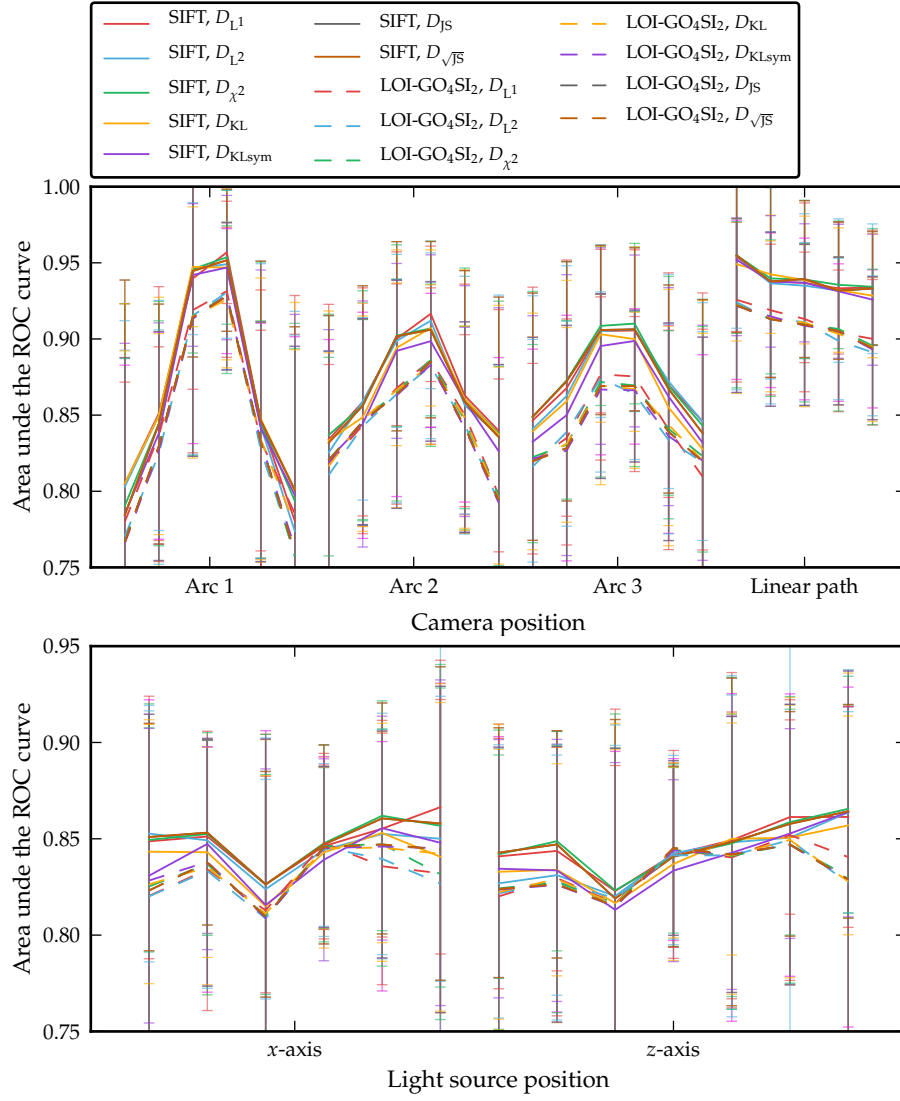 SIFT, D_L¹
SIFT, D_L²
SIFT, D_χ²
SIFT, D_KL
SIFT, D_KLsym
SIFT, D_JS
SIFT, D_√JS
LOI-GO₄SI₂, D_L¹
LOI-GO₄SI₂, D_L²
LOI-GO₄SI₂, D_χ²
LOI-GO₄SI₂, D_KL
LOI-GO₄SI₂, D_KLsym
LOI-GO₄SI₂, D_JS
LOI-GO₄SI₂, D_√JS
Area unde the ROC curve
1.00
0.95
0.90
0.85
0.80
0.75
Arc 1 Arc 2 Arc 3 Linear path
Camera position
Area unde the ROC curve
0.95
0.90
0.85
0.80
0.75
x-axis z-axis
Light source position